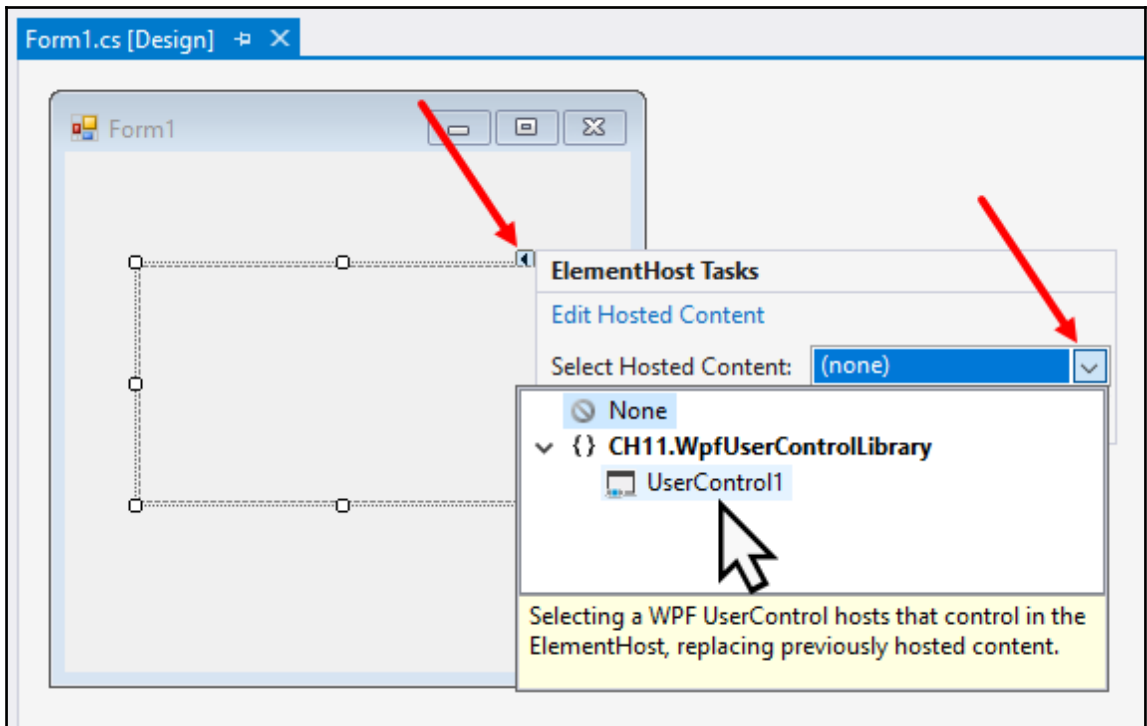 Form1.cs [Design]
Form1
ElementHost Tasks
Edit Hosted Content
Select Hosted Content: (none)
None
{} CH11.WpfUserControlLibrary
UserControl1
Selecting a WPF UserControl hosts that control in the
ElementHost, replacing previously hosted content.